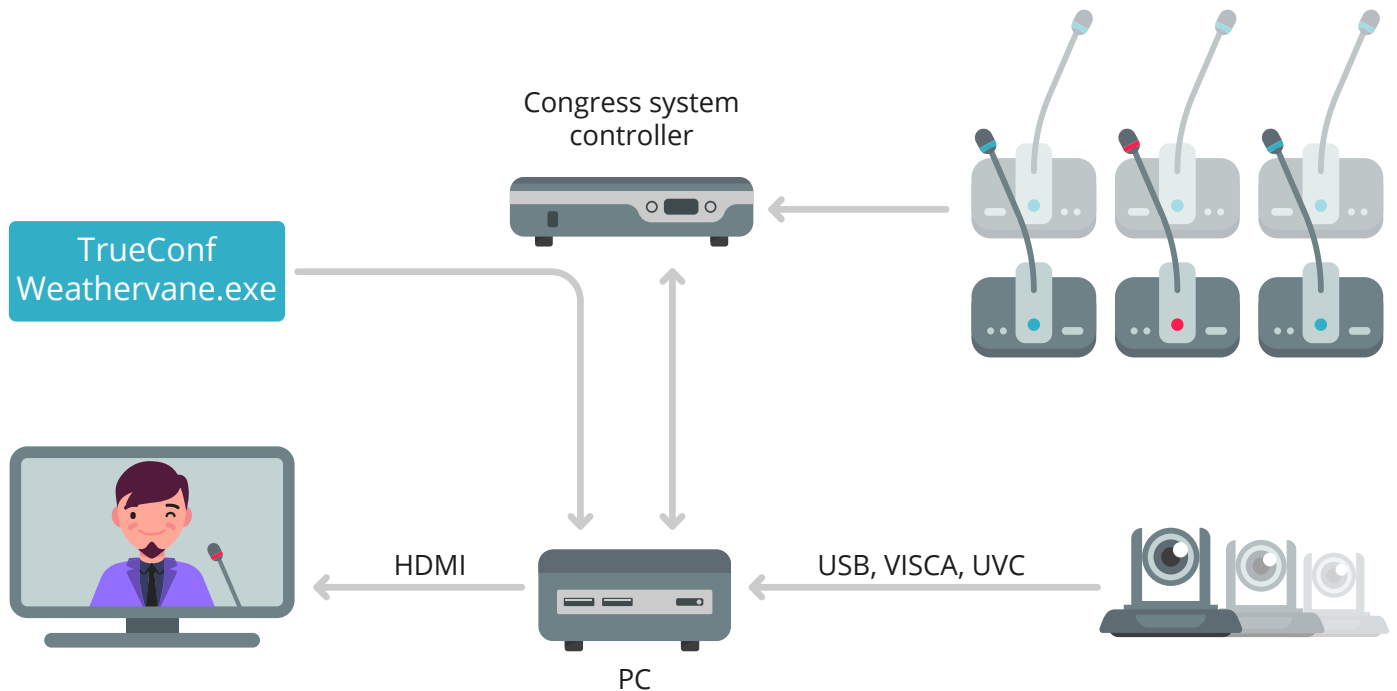 Congress system
controller
TrueConf
Weathervane.exe
HDMI
USB, VISCA, UVC
PC